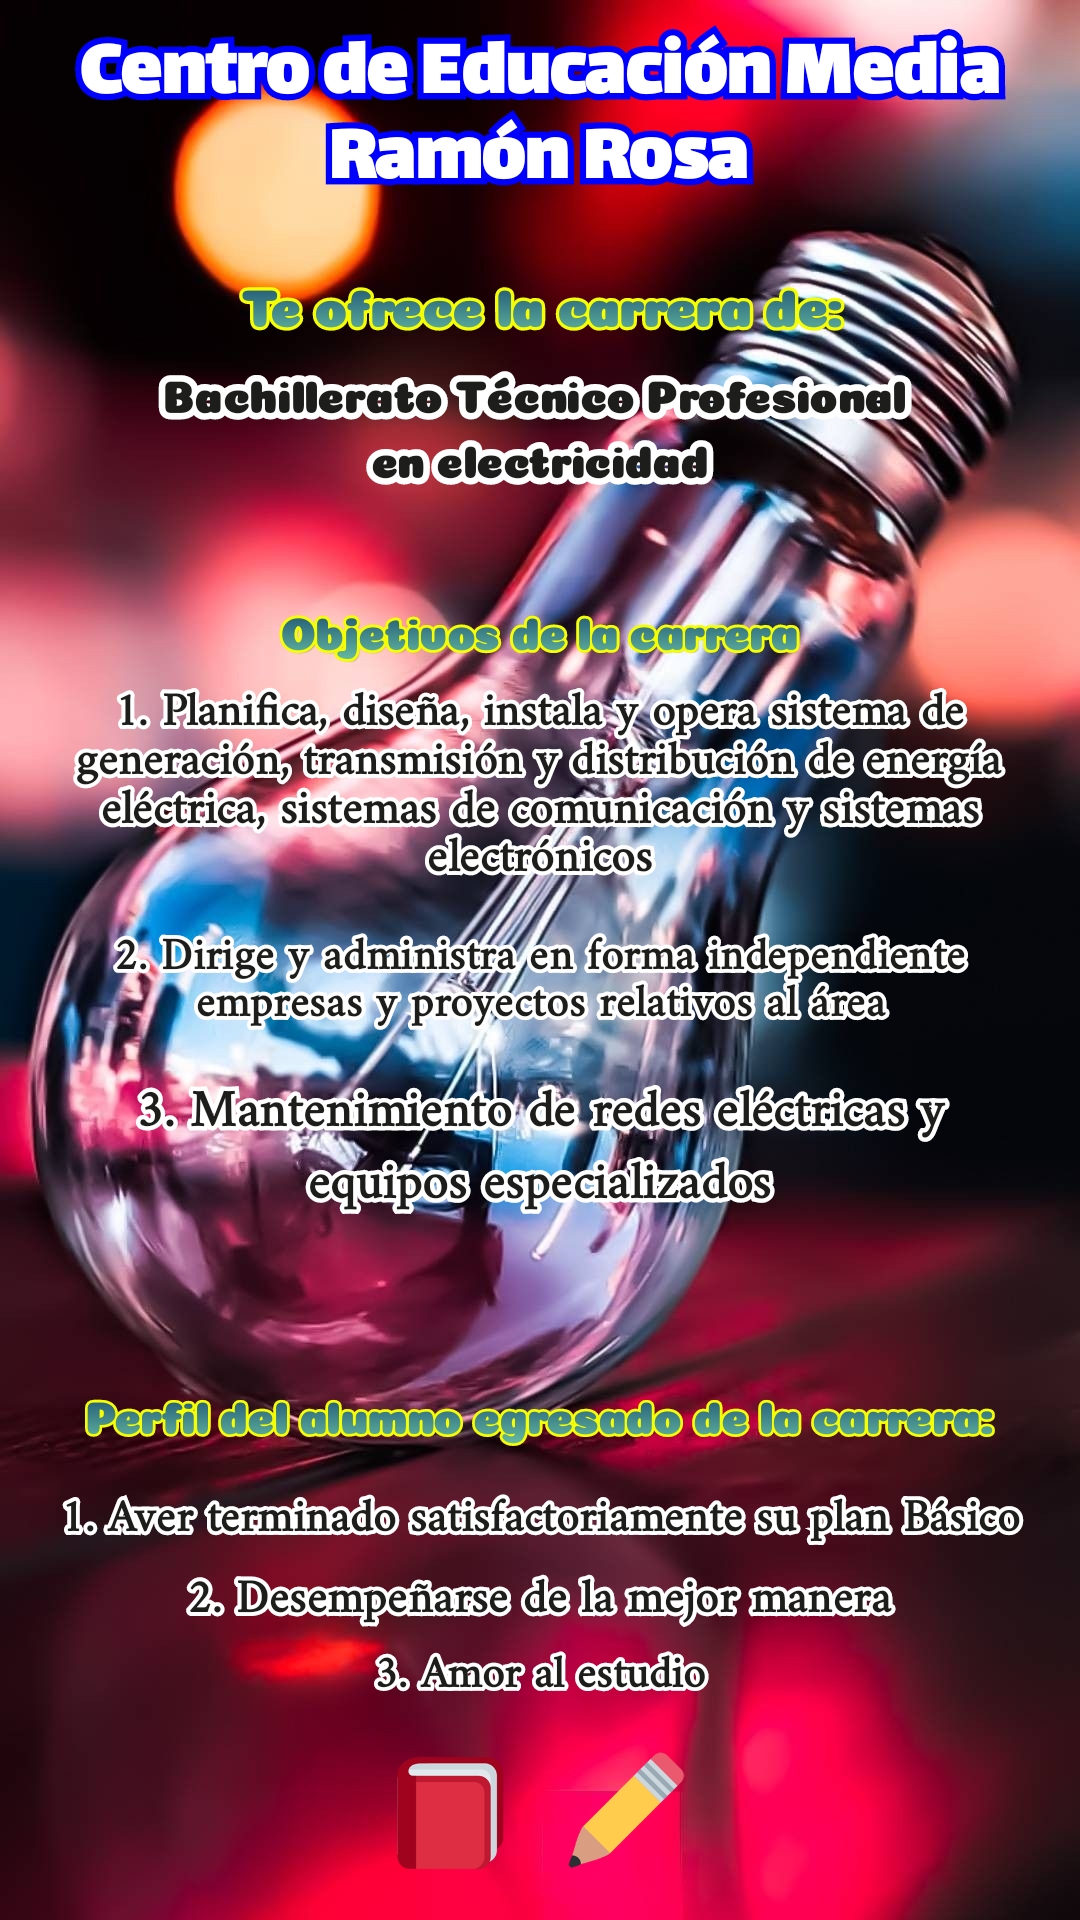 Centro de Educación Media
Ramón Rosa
Te ofrece la carrera de:
Bachillerato Técnico Profesional
en electricidad
Objetivos de la carrera
1. Planifica, diseña, instala y opera sistema de
generación, transmisión y distribución de energía
eléctrica, sistemas de comunicación y sistemas
electrónicos
2. Dirige y administra en forma independiente
empresas y proyectos relativos al área
3. Mantenimiento de redes eléctricas y
equipos especializados
Perfil del alumno egresado de la carrera:
1. Aver terminado satisfactoriamente su plan Básico
2. Desempeñarse de la mejor manera
3. Amor al estudio